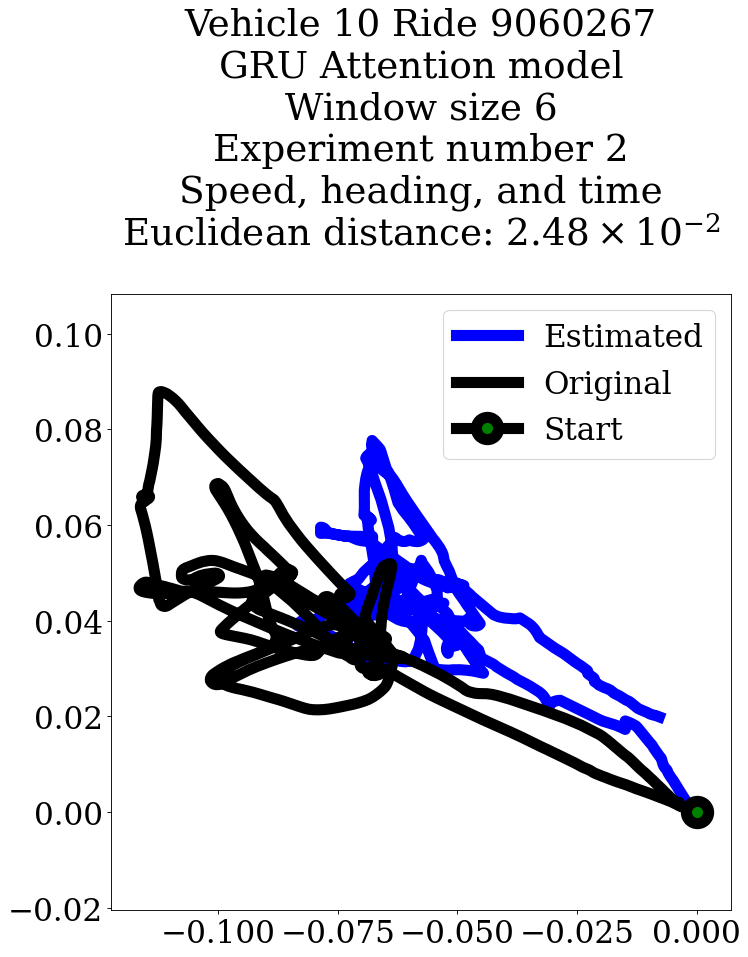 Vehicle 10 Ride 9060267
GRU Attention model
Window size 6
Experiment number 2
Speed, heading, and time
Euclidean distance: 2.48 × 10⁻²
Estimated
Original
Start
0.10
0.08
0.06
0.04
0.02
0.00
−0.02
−0.100 −0.075 −0.050 −0.025 0.000